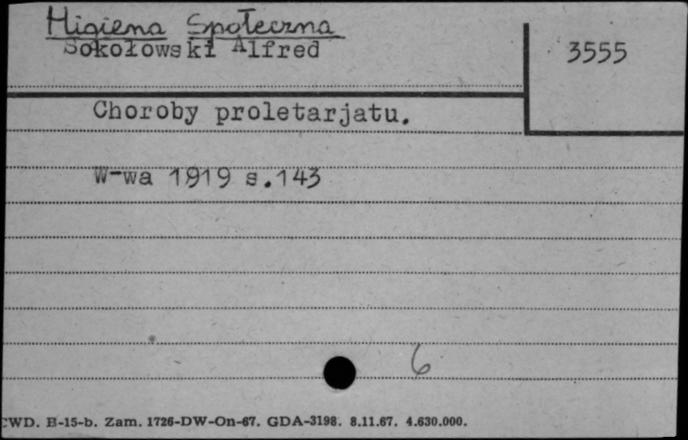 Higiena Społeczna
Sokołowski Alfred
3555
Choroby proletarjatu.
W-wa 1919 s.143
6
CWD. B-15-b. Zam. 1726-DW-On-67. GDA-3198. 8.11.67. 4.630.000.